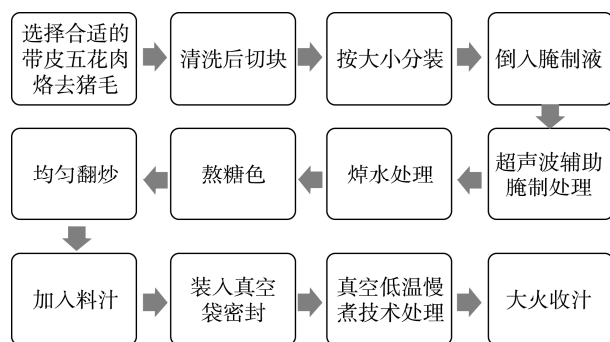 选择合适的
带皮五花肉
烙去猪毛
清洗后切块
按大小分装
倒入腌制液
超声波辅助
腌制处理
焯水处理
熬糖色
均匀翻炒
加入料汁
装入真空
袋密封
真空低温慢
煮技术处理
大火收汁